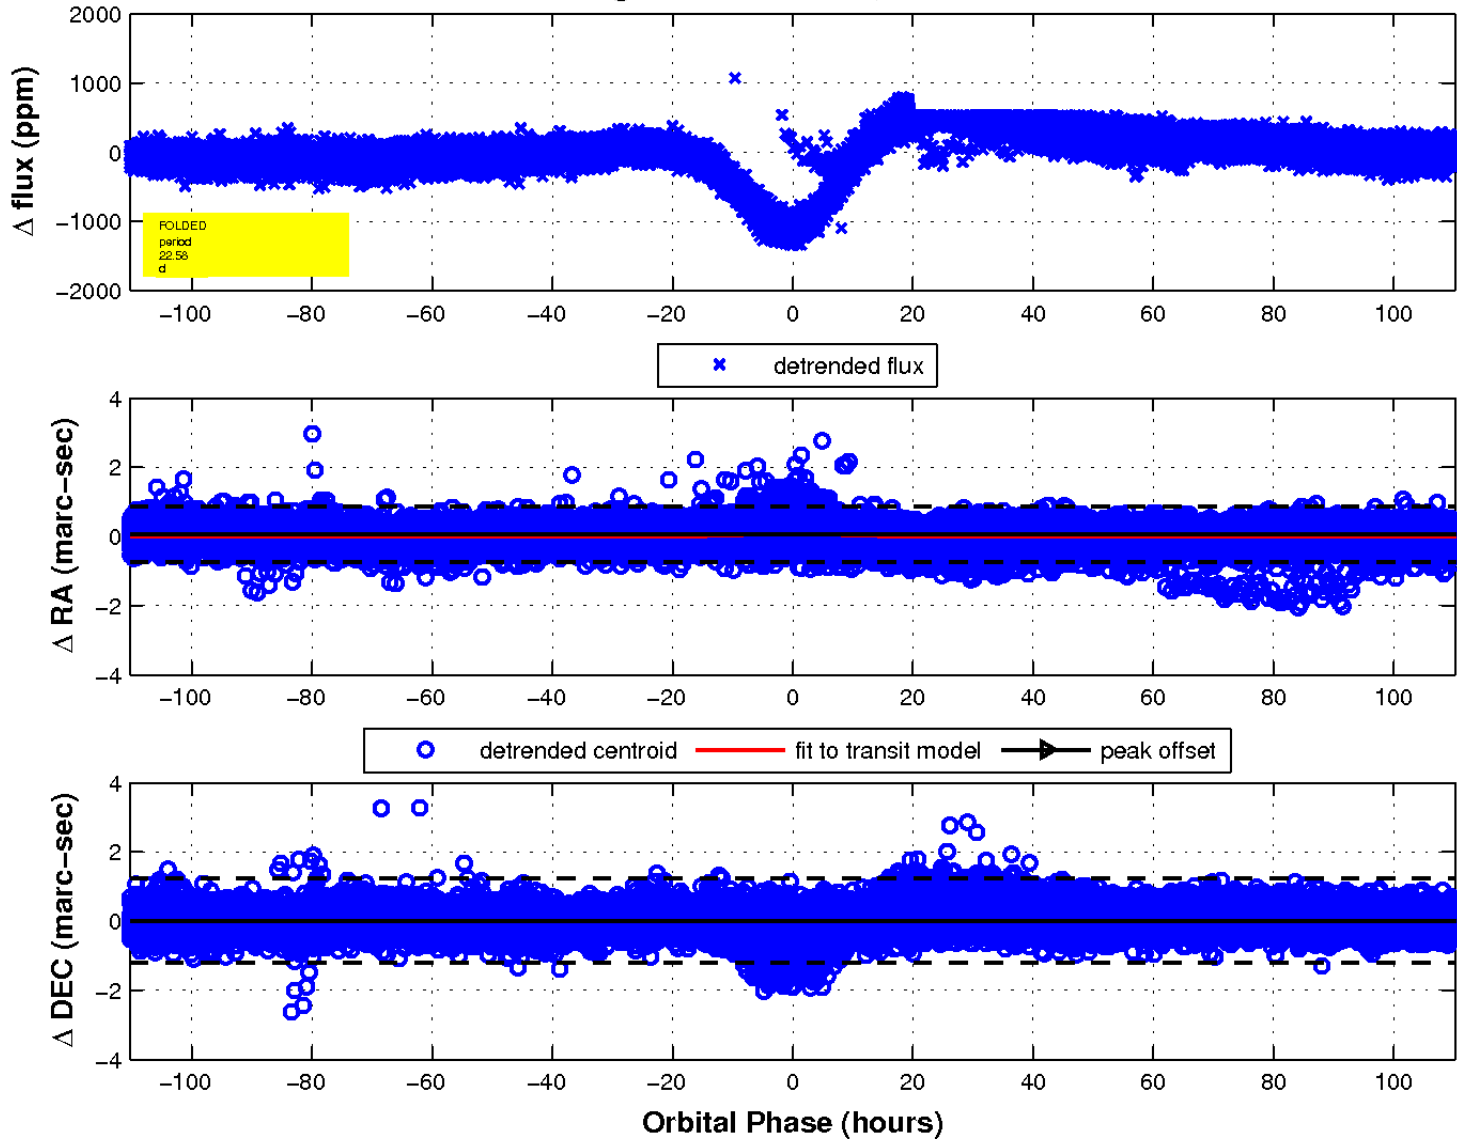 2000
1000
0
−1000
−2000
Δ flux (ppm)
FOLDED
period
22.58
d
−100 −80 −60 −40 −20 0 20 40 60 80 100
detrended flux
4
2
0
−2
−4
Δ RA (marc−sec)
−100 −80 −60 −40 −20 0 20 40 60 80 100
detrended centroid fit to transit model peak offset
4
2
0
−2
−4
Δ DEC (marc−sec)
−100 −80 −60 −40 −20 0 20 40 60 80 100
Orbital Phase (hours)